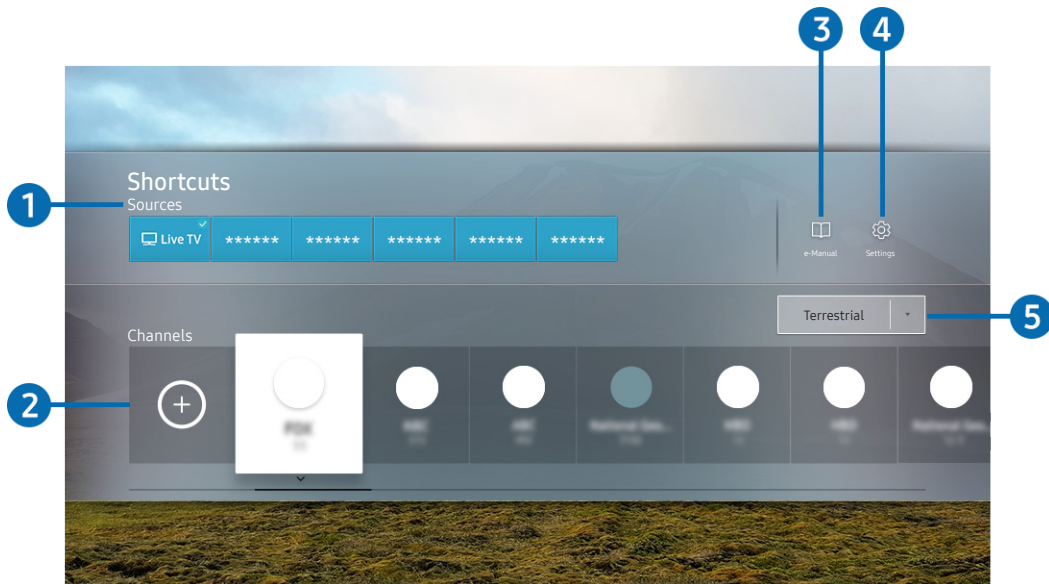 3 4
Shortcuts
1 Sources
Live TV ****** ****** ****** ****** ******
e-Manual Settings
Terrestrial 5
Channels
2